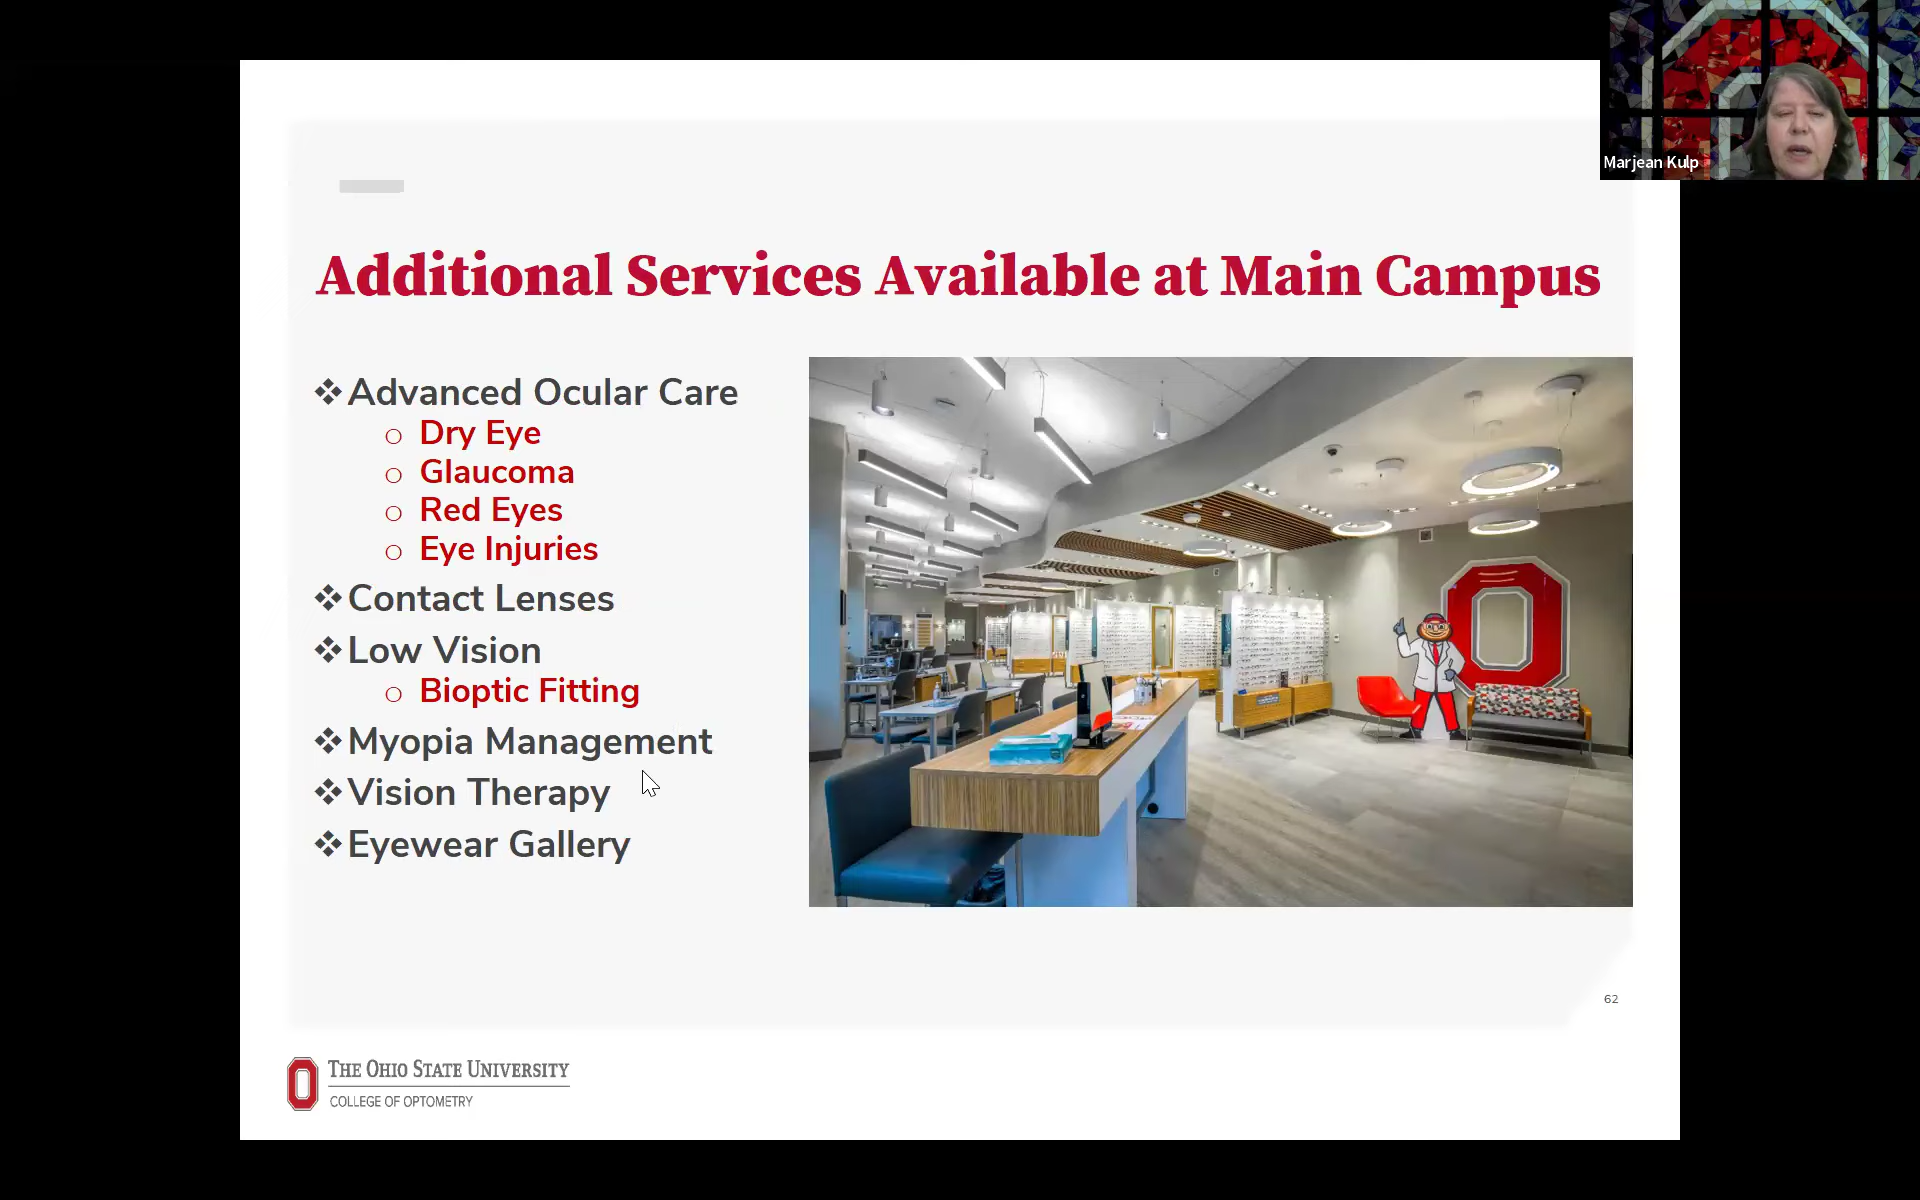 Marjean Kulp
Additional Services Available at Main Campus
❖ Advanced Ocular Care
o Dry Eye
o Glaucoma
o Red Eyes
o Eye Injuries
❖ Contact Lenses
❖ Low Vision
o Bioptic Fitting
❖ Myopia Management
❖ Vision Therapy
❖ Eyewear Gallery
62
THE OHIO STATE UNIVERSITY
COLLEGE OF OPTOMETRY